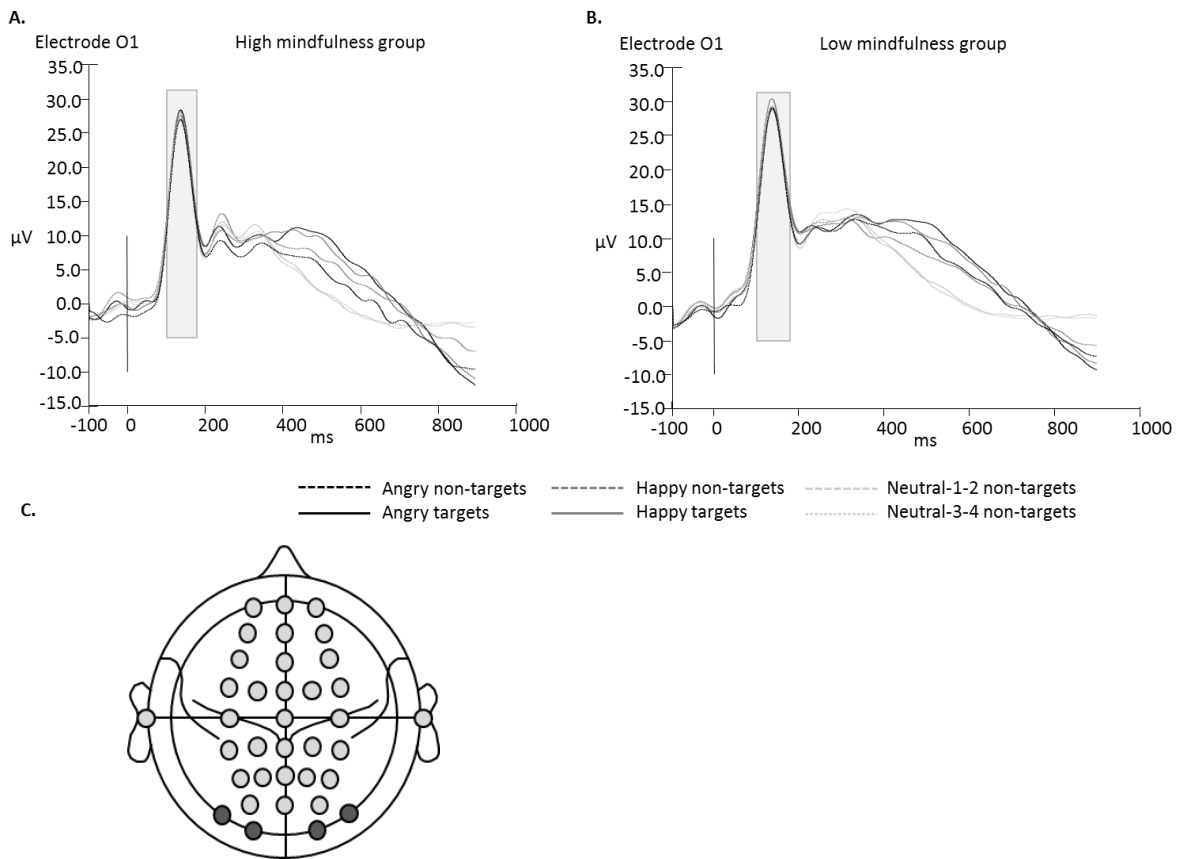 A.
Electrode O1 High mindfulness group
35.0
30.0
25.0
20.0
15.0
10.0
5.0
0.0
-5.0
-10.0
-15.0
µV
-100 0 200 400 600 800 1000
ms
B.
Electrode O1 Low mindfulness group
35.0
30.0
25.0
20.0
15.0
10.0
5.0
0.0
-5.0
-10.0
-15.0
µV
-100 0 200 400 600 800 1000
ms
Angry non-targets Happy non-targets Neutral-1-2 non-targets
Angry targets Happy targets Neutral-3-4 non-targets
C.